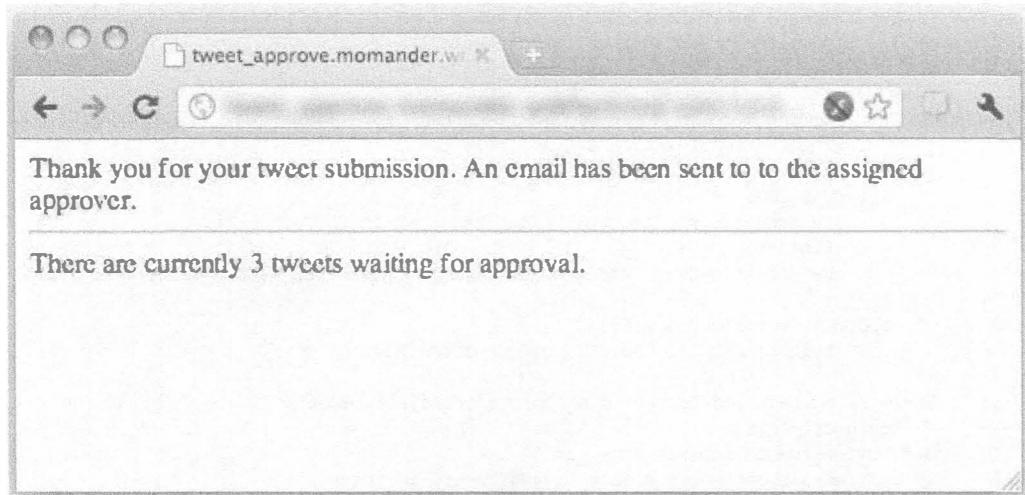 tweet_approve.momander.w
Thank you for your tweet submission. An email has been sent to to the assigned
approver.
There are currently 3 tweets waiting for approval.